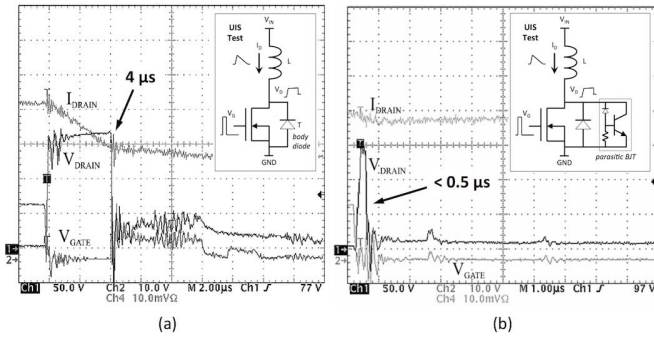 UIS
Test
V_IN
I_D
L
V_D
V_G
T
body
diode
GND
4 µs
I_DRAIN
V_DRAIN
V_GATE
T
1
2
Ch1 50.0 V Ch2 10.0 V M 2.00µs Ch1 77 V
Ch4 10.0mVΩ
(a)
UIS
Test
V_IN
I_D
L
V_D
V_G
parasitic BJT
GND
I_DRAIN
V_DRAIN
< 0.5 µs
V_GATE
T
1
2
Ch1 50.0 V Ch2 10.0 V M 1.00µs Ch1 97 V
Ch4 10.0mVΩ
(b)